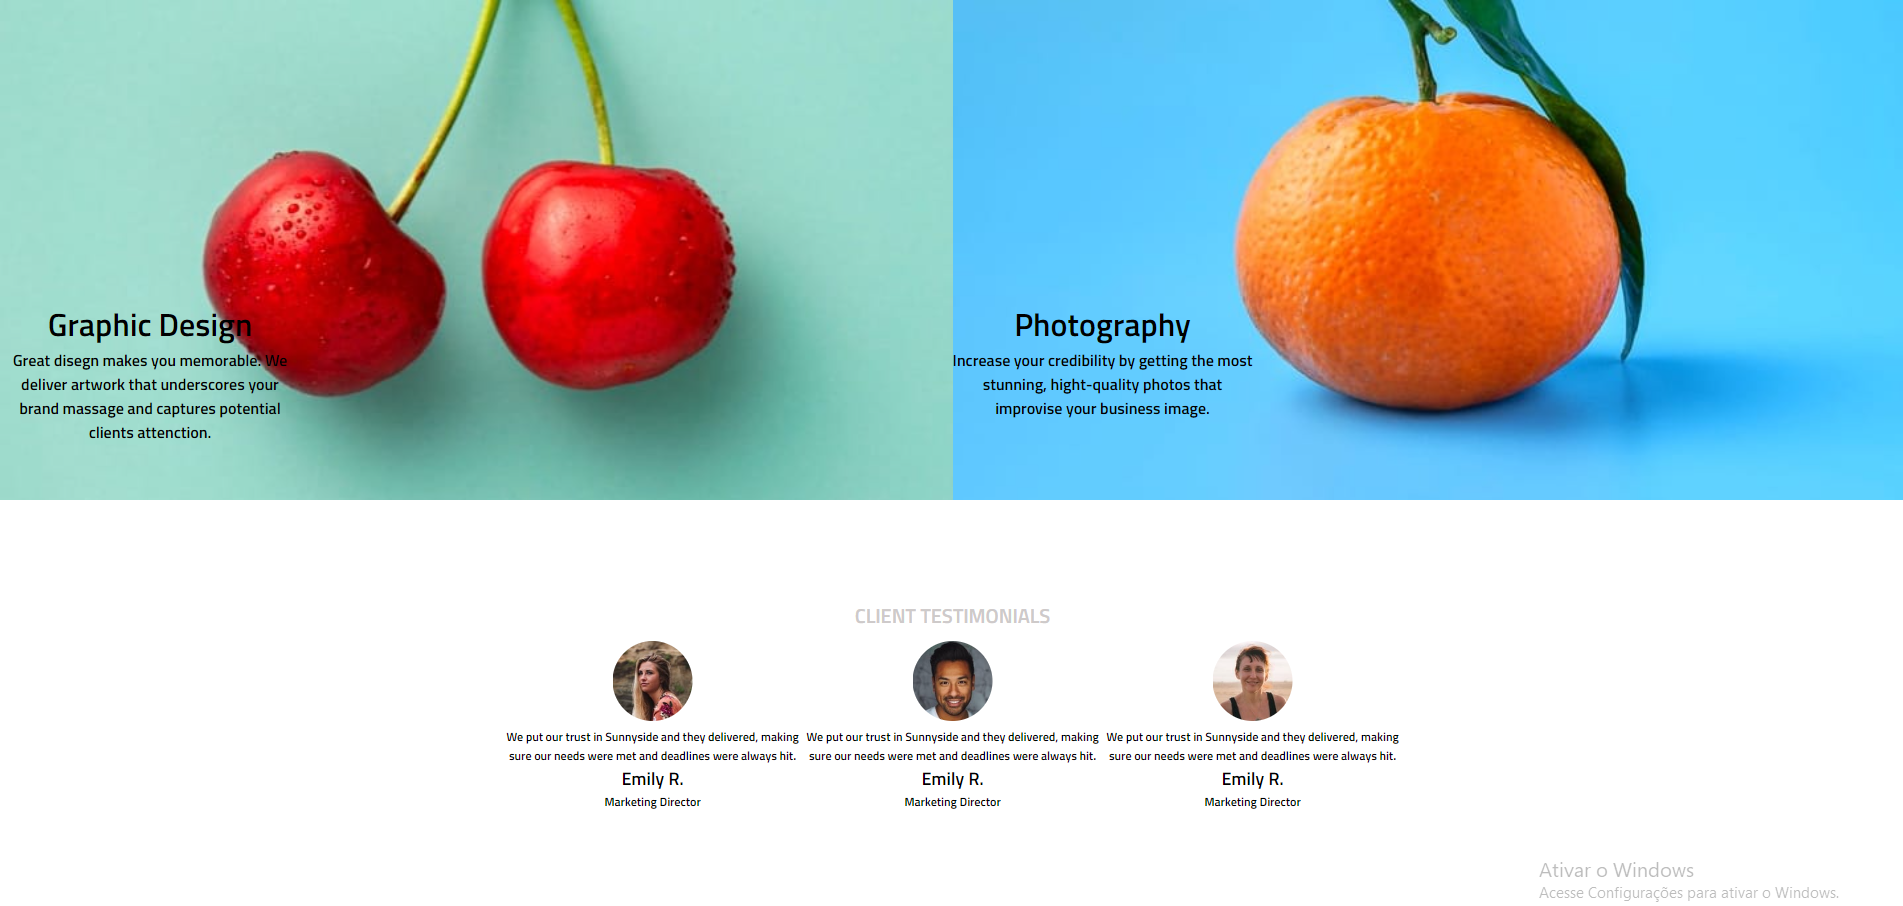 Graphic Design
Great disegn makes you memorable. We
deliver artwork that underscores your
brand massage and captures potential
clients attenction.
Photography
Increase your credibility by getting the most
stunning, hight-quality photos that
improvise your business image.
CLIENT TESTIMONIALS
We put our trust in Sunnyside and they delivered, making
sure our needs were met and deadlines were always hit.
Emily R.
Marketing Director
We put our trust in Sunnyside and they delivered, making
sure our needs were met and deadlines were always hit.
Emily R.
Marketing Director
We put our trust in Sunnyside and they delivered, making
sure our needs were met and deadlines were always hit.
Emily R.
Marketing Director
Ativar o Windows
Acesse Configurações para ativar o Windows.